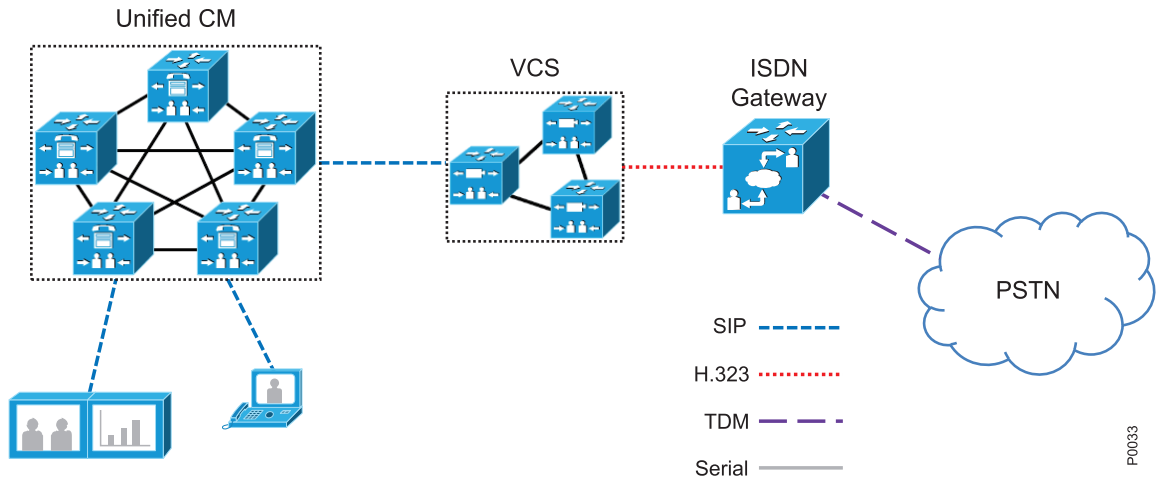 Unified CM
VCS
ISDN
Gateway
PSTN
SIP
H.323
TDM
Serial
P0033